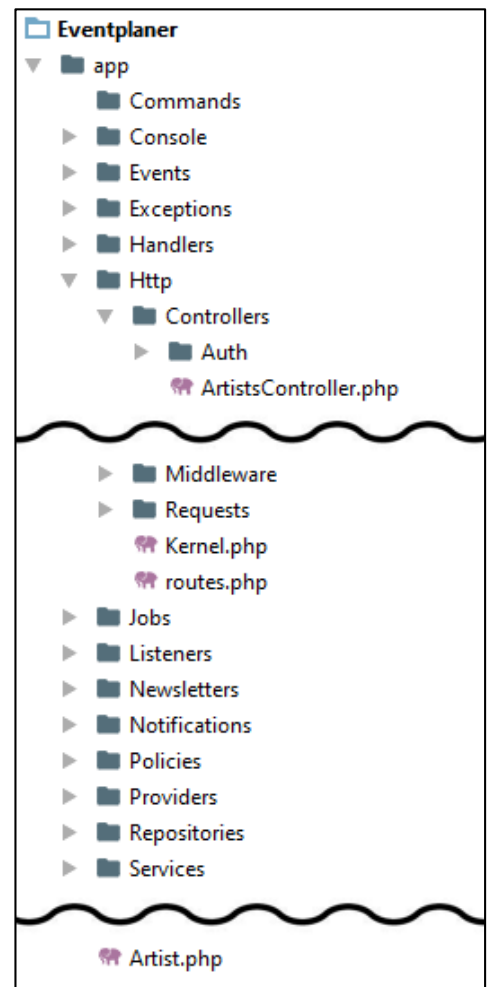 Eventplaner
app
Commands
Console
Events
Exceptions
Handlers
Http
Controllers
Auth
ArtistsController.php
Middleware
Requests
Kernel.php
routes.php
Jobs
Listeners
Newsletters
Notifications
Policies
Providers
Repositories
Services
Artist.php